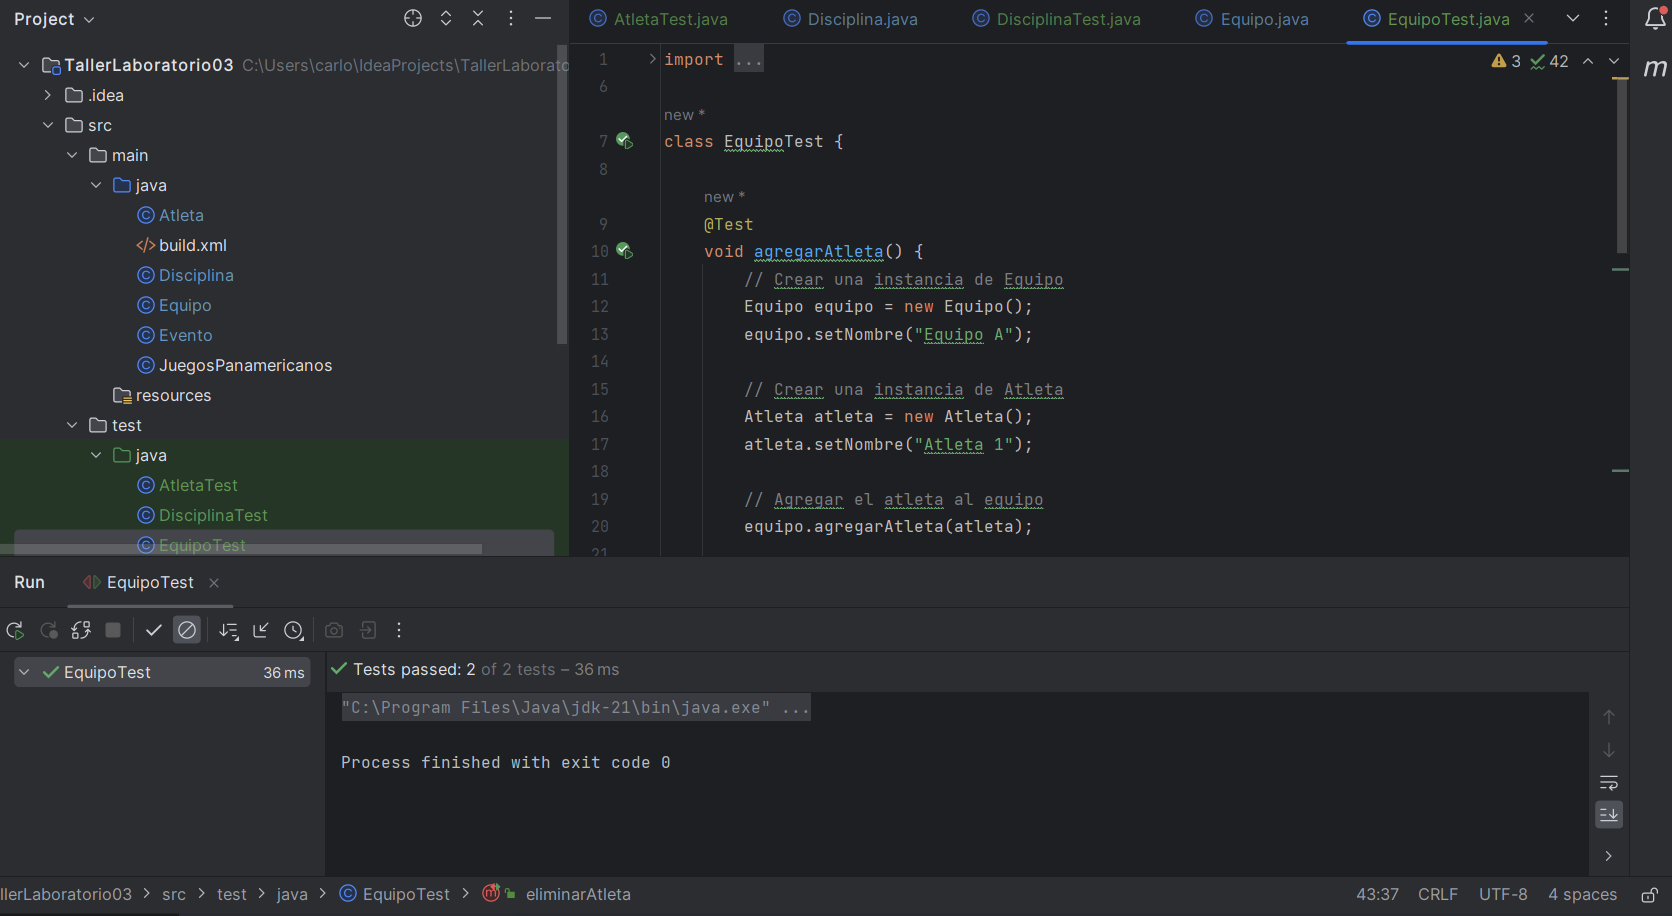 Project
AtletaTest.java
Disciplina.java
DisciplinaTest.java
Equipo.java
EquipoTest.java
TallerLaboratorio03 C:\Users\carlo\IdeaProjects\TallerLaborato
.idea
src
main
java
Atleta
build.xml
Disciplina
Equipo
Evento
JuegosPanamericanos
resources
test
java
AtletaTest
DisciplinaTest
EquipoTest
3 42
1 import ...
6
new *
7 class EquipoTest {
8
new *
9 @Test
10 void agregarAtleta() {
11 // Crear una instancia de Equipo
12 Equipo equipo = new Equipo();
13 equipo.setNombre("Equipo A");
14
15 // Crear una instancia de Atleta
16 Atleta atleta = new Atleta();
17 atleta.setNombre("Atleta 1");
18
19 // Agregar el atleta al equipo
20 equipo.agregarAtleta(atleta);
21
m
Run EquipoTest
EquipoTest 36 ms
Tests passed: 2 of 2 tests – 36 ms
"C:\Program Files\Java\jdk-21\bin\java.exe" ...
Process finished with exit code 0
llerLaboratorio03 > src > test > java > EquipoTest > eliminarAtleta
43:37 CRLF UTF-8 4 spaces